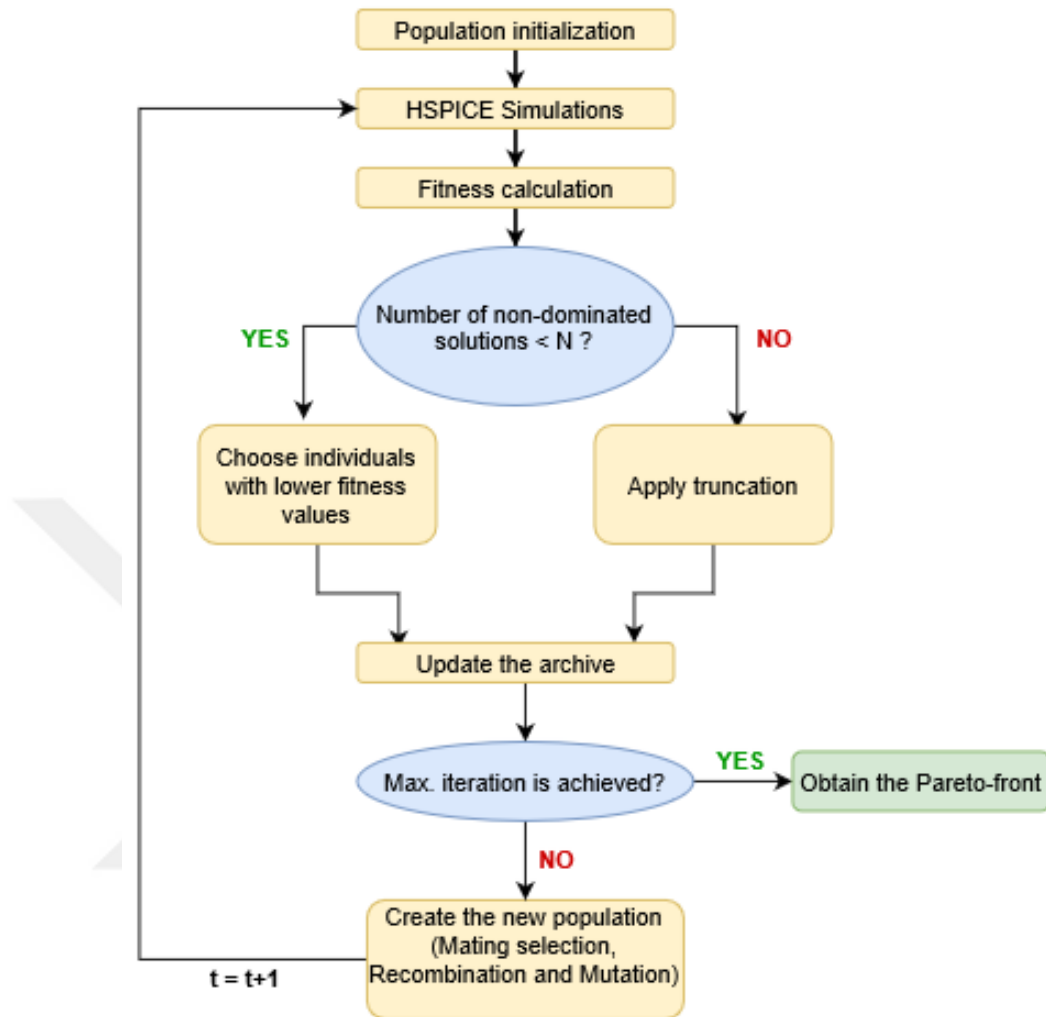 Population initialization
HSPICE Simulations
Fitness calculation
Number of non-dominated
solutions < N ?
YES
NO
Choose individuals
with lower fitness
values
Apply truncation
Update the archive
Max. iteration is achieved?
YES
Obtain the Pareto-front
NO
Create the new population
(Mating selection,
Recombination and Mutation)
t = t+1